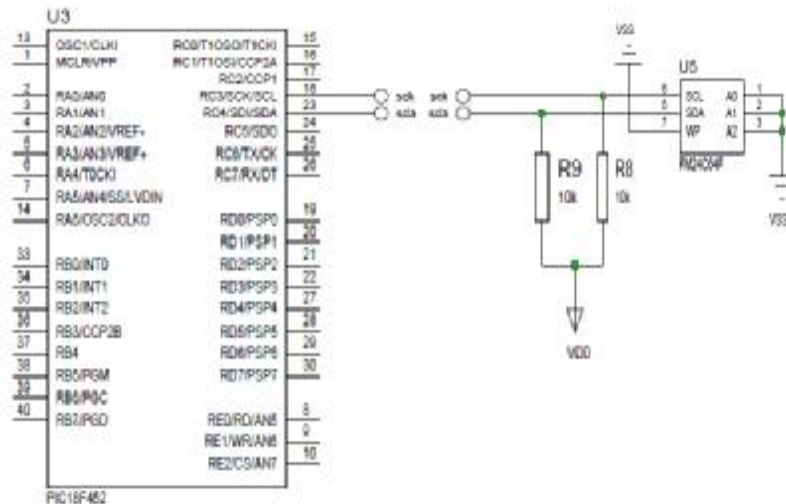 U3
13 OSC1/CLKI
1 MCLR/VPP
2 RA0/AN0
3 RA1/AN1
4 RA2/AN2/VREF-
5 RA3/AN3/VREF+
6 RA4/T0CKI
7 RA5/AN4/SS/LVDIN
14 RA6/OSC2/CLKO
33 RB0/INT0
34 RB1/INT1
35 RB2/INT2
36 RB3/CCP2B
37 RB4
38 RB5/PGM
39 RB6/PGC
40 RB7/PGD
RC0/T1OSO/T1CKI 15
RC1/T1OSI/CCP2A 16
RC2/CCP1 17
RC3/SCK/SCL 18
RC4/SDI/SDA 23
RC5/SDO 24
RC6/TX/CK 25
RC7/RX/DT 26
RD0/PSP0 19
RD1/PSP1 20
RD2/PSP2 21
RD3/PSP3 22
RD4/PSP4 27
RD5/PSP5 28
RD6/PSP6 29
RD7/PSP7 30
RE0/RD/AN5 8
RE1/WR/AN6 9
RE2/CS/AN7 10
PIC18F452
sck sck
sda sda
R9
10k
R8
10k
VDD
VSS
U5
6 SCL A0 1
5 SDA A1 2
7 WP A2 3
VSS